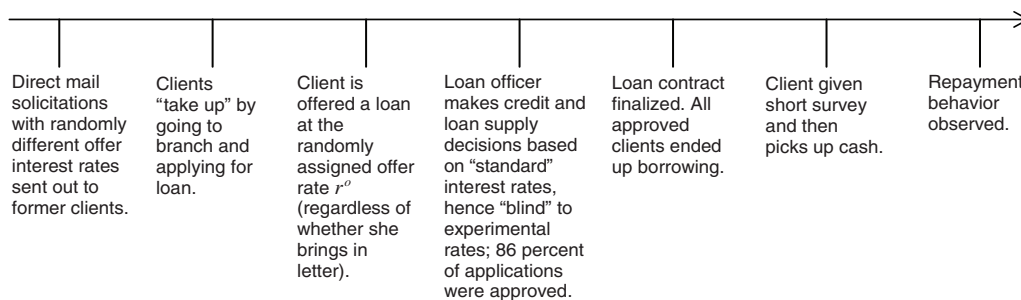 Direct mail
solicitations
with randomly
different offer
interest rates
sent out to
former clients.
Clients
“take up” by
going to
branch and
applying for
loan.
Client is
offered a loan
at the
randomly
assigned offer
rate rᵒ
(regardless of
whether she
brings in
letter).
Loan officer
makes credit and
loan supply
decisions based
on “standard”
interest rates,
hence “blind” to
experimental
rates; 86 percent
of applications
were approved.
Loan contract
finalized. All
approved
clients ended
up borrowing.
Client given
short survey
and then
picks up cash.
Repayment
behavior
observed.